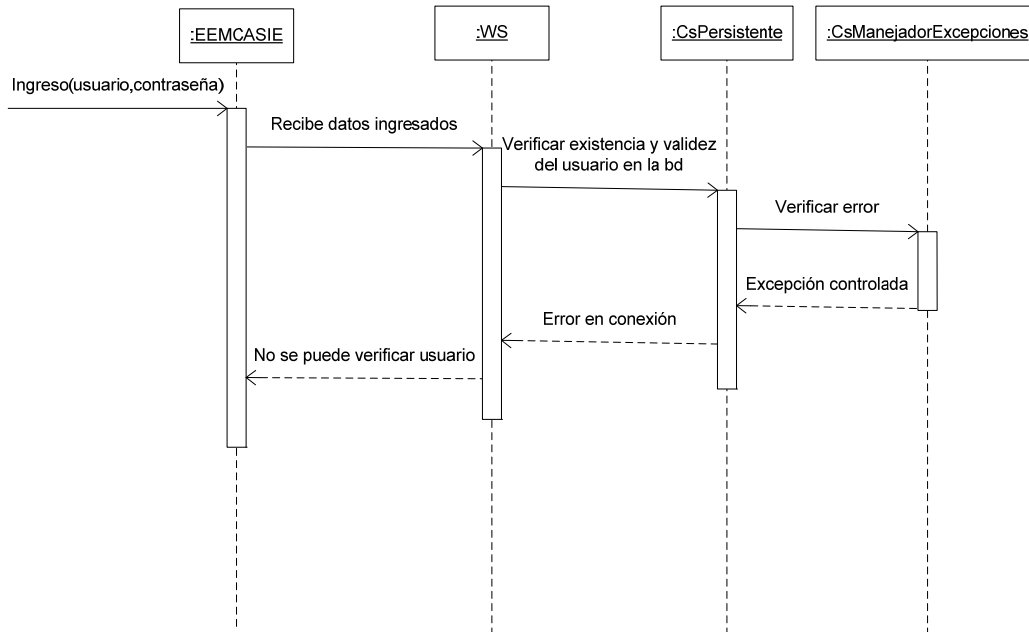 :EEMCASIE
:WS
:CsPersistente
:CsManejadorExcepciones
Ingreso(usuario,contraseña)
Recibe datos ingresados
Verificar existencia y validez
del usuario en la bd
Verificar error
Excepción controlada
Error en conexión
No se puede verificar usuario